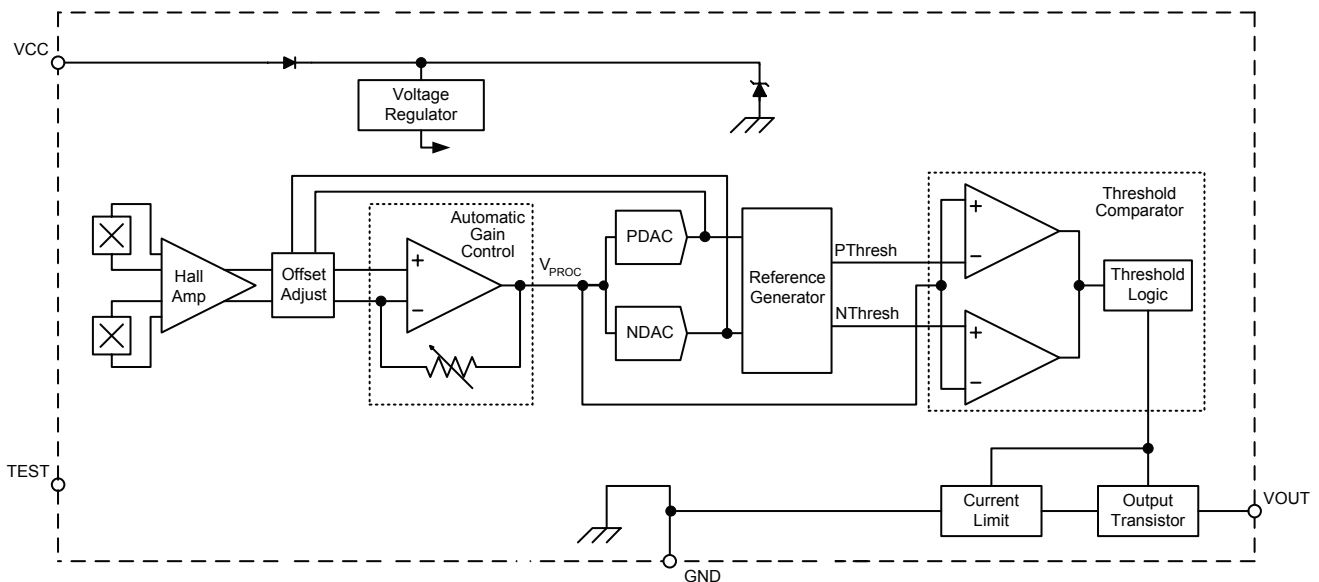 VCC
Voltage
Regulator
Hall
Amp
Offset
Adjust
Automatic
Gain
Control
+
−
VPROC
PDAC
NDAC
Reference
Generator
PThresh
NThresh
Threshold
Comparator
+
−
+
−
Threshold
Logic
TEST
Current
Limit
Output
Transistor
VOUT
GND